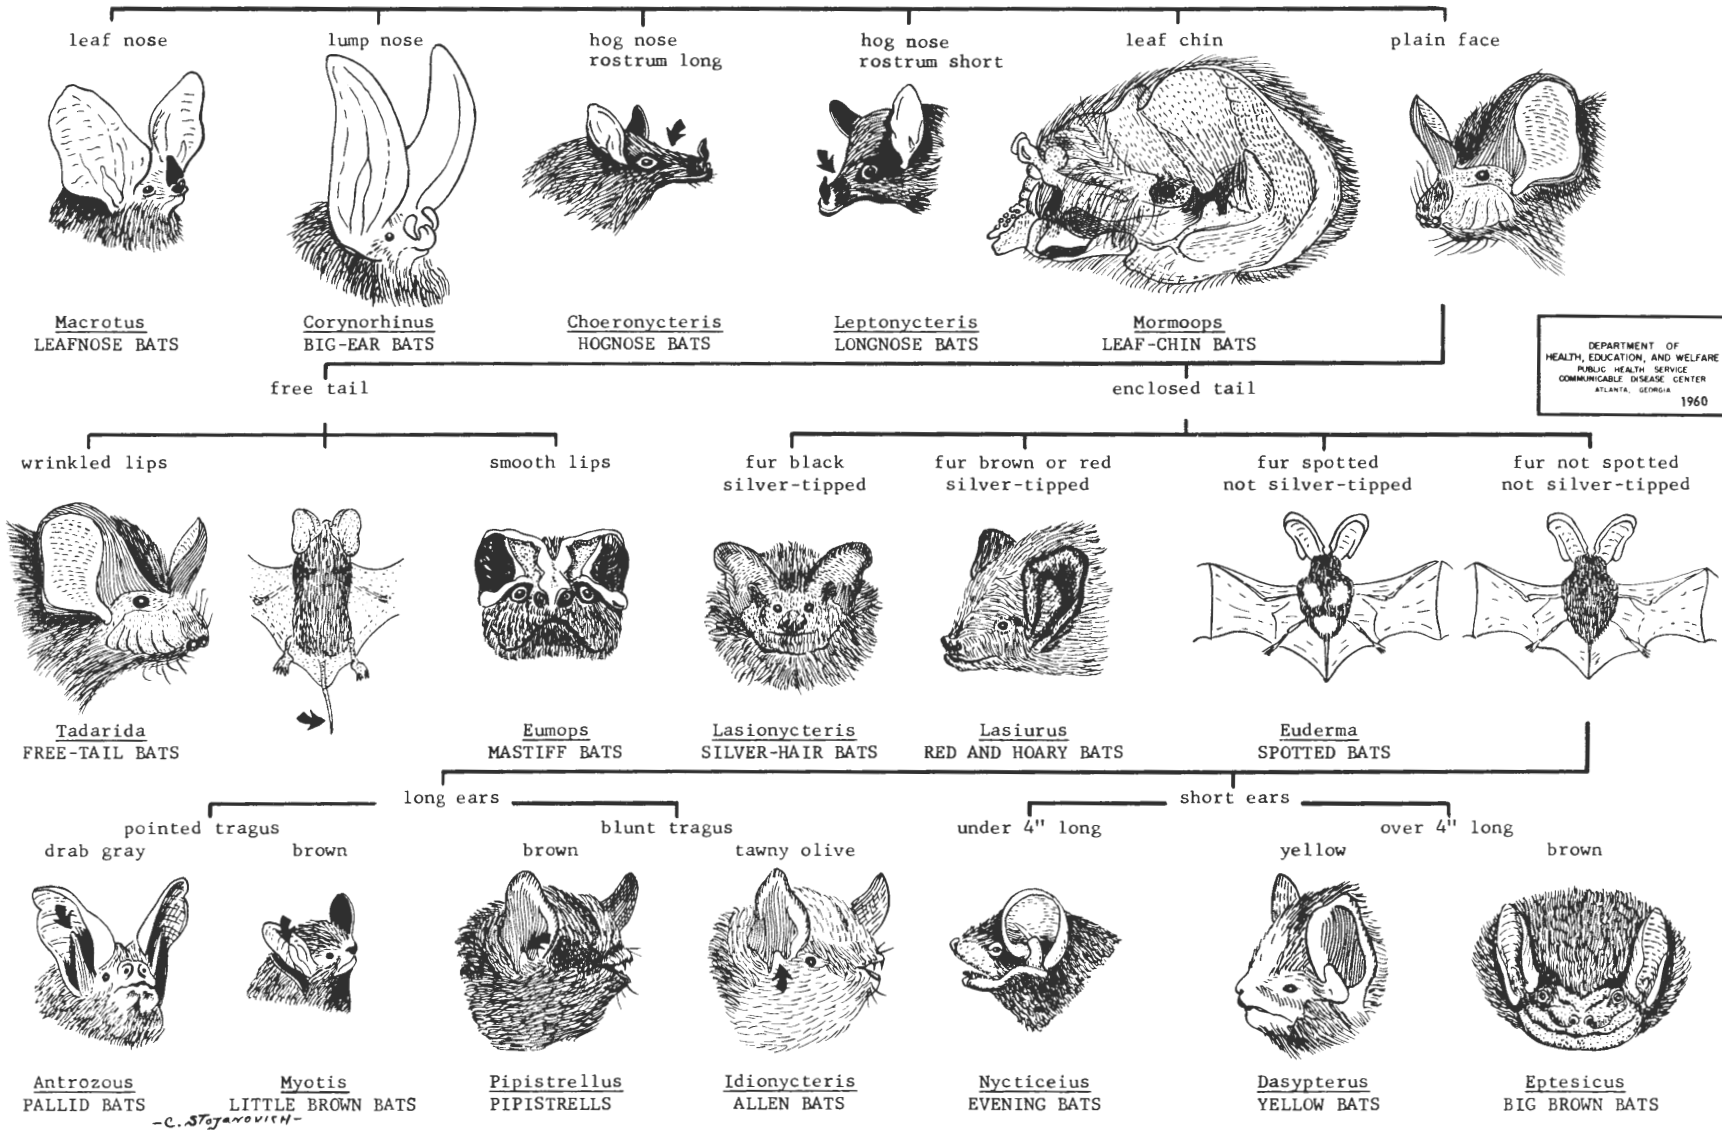 leaf nose
lump nose
hog nose
rostrum long
hog nose
rostrum short
leaf chin
plain face
Macrotus
LEAFNOSE BATS
Corynorhinus
BIG-EAR BATS
Choeronycteris
HOGNOSE BATS
Leptonycteris
LONGNOSE BATS
Mormoops
LEAF-CHIN BATS
DEPARTMENT OF
HEALTH, EDUCATION, AND WELFARE
PUBLIC HEALTH SERVICE
COMMUNICABLE DISEASE CENTER
ATLANTA, GEORGIA
1960
free tail
enclosed tail
wrinkled lips
smooth lips
fur black
silver-tipped
fur brown or red
silver-tipped
fur spotted
not silver-tipped
fur not spotted
not silver-tipped
Tadarida
FREE-TAIL BATS
Eumops
MASTIFF BATS
Lasionycteris
SILVER-HAIR BATS
Lasiurus
RED AND HOARY BATS
Euderma
SPOTTED BATS
long ears
short ears
pointed tragus
blunt tragus
under 4" long
over 4" long
drab gray
brown
brown
tawny olive
yellow
brown
Antrozous
PALLID BATS
Myotis
LITTLE BROWN BATS
Pipistrellus
PIPISTRELLS
Idionycteris
ALLEN BATS
Nycticeius
EVENING BATS
Dasypterus
YELLOW BATS
Eptesicus
BIG BROWN BATS
-C. STOJANOVICH-